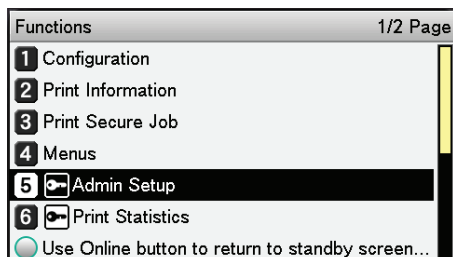 Functions 1/2 Page
1 Configuration
2 Print Information
3 Print Secure Job
4 Menus
5 Admin Setup
6 Print Statistics
Use Online button to return to standby screen...